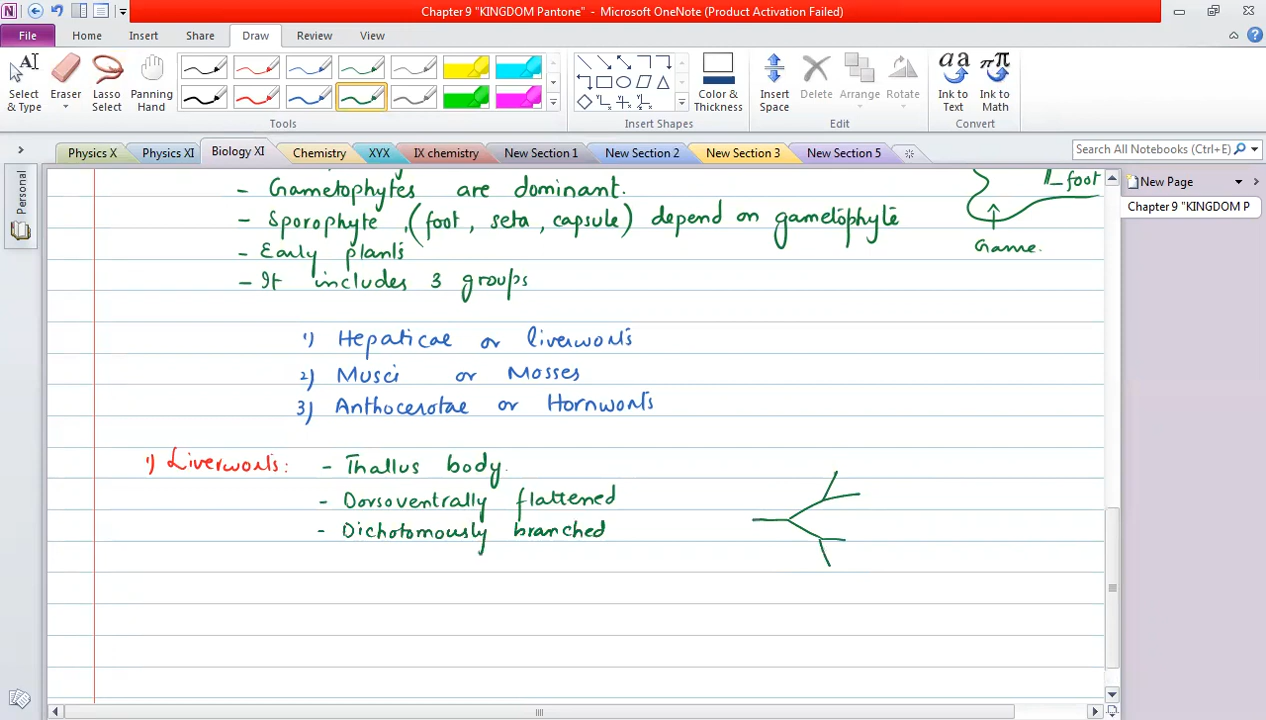 Chapter 9 "KINGDOM Pantone" - Microsoft OneNote (Product Activation Failed)
File Home Insert Share Draw Review View
Select & Type
Eraser
Lasso Select
Panning Hand
Color & Thickness
Insert Space
Delete
Arrange
Rotate
Ink to Text
Ink to Math
Tools Insert Shapes Edit Convert
Physics X Physics XI Biology XI Chemistry XYX IX chemistry New Section 1 New Section 2 New Section 3 New Section 5 Search All Notebooks (Ctrl+E)
Personal
New Page
Chapter 9 "KINGDOM P
foot
- Gametophytes are dominant.
- Sporophyte, (foot, seta, capsule) depend on gametophyte
Game.
- Early plants
- It includes 3 groups
1) Hepaticae or liverworts
2) Musci or Mosses
3) Anthocerotae or Hornworts
1) Liverworts: - Thallus body.
- Dorsoventrally flattened
- Dichotomously branched